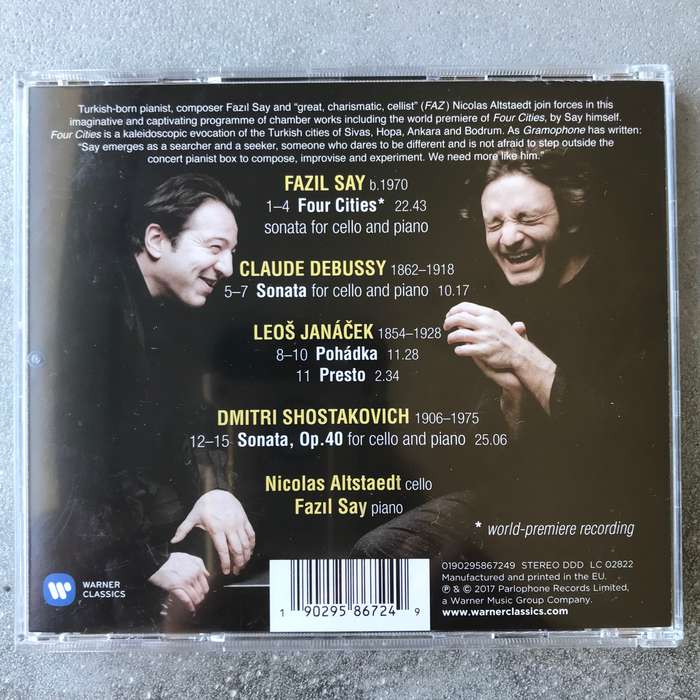 Turkish-born pianist, composer Fazıl Say and “great, charismatic, cellist” (FAZ) Nicolas Altstaedt join forces in this
imaginative and captivating programme of chamber works including the world premiere of Four Cities, by Say himself.
Four Cities is a kaleidoscopic evocation of the Turkish cities of Sivas, Hopa, Ankara and Bodrum. As Gramophone has written:
“Say emerges as a searcher and a seeker, someone who dares to be different and is not afraid to step outside the
concert pianist box to compose, improvise and experiment. We need more like him.”
FAZIL SAY b.1970
1–4 Four Cities* 22.43
sonata for cello and piano
CLAUDE DEBUSSY 1862–1918
5–7 Sonata for cello and piano 10.17
LEOŠ JANÁČEK 1854–1928
8–10 Pohádka 11.28
11 Presto 2.34
DMITRI SHOSTAKOVICH 1906–1975
12–15 Sonata, Op.40 for cello and piano 25.06
Nicolas Altstaedt cello
Fazıl Say piano
* world-premiere recording
WARNER
CLASSICS
1 90295 86724 9
0190295867249 STEREO DDD LC 02822
Manufactured and printed in the EU.
℗ & © 2017 Parlophone Records Limited,
a Warner Music Group Company.
www.warnerclassics.com